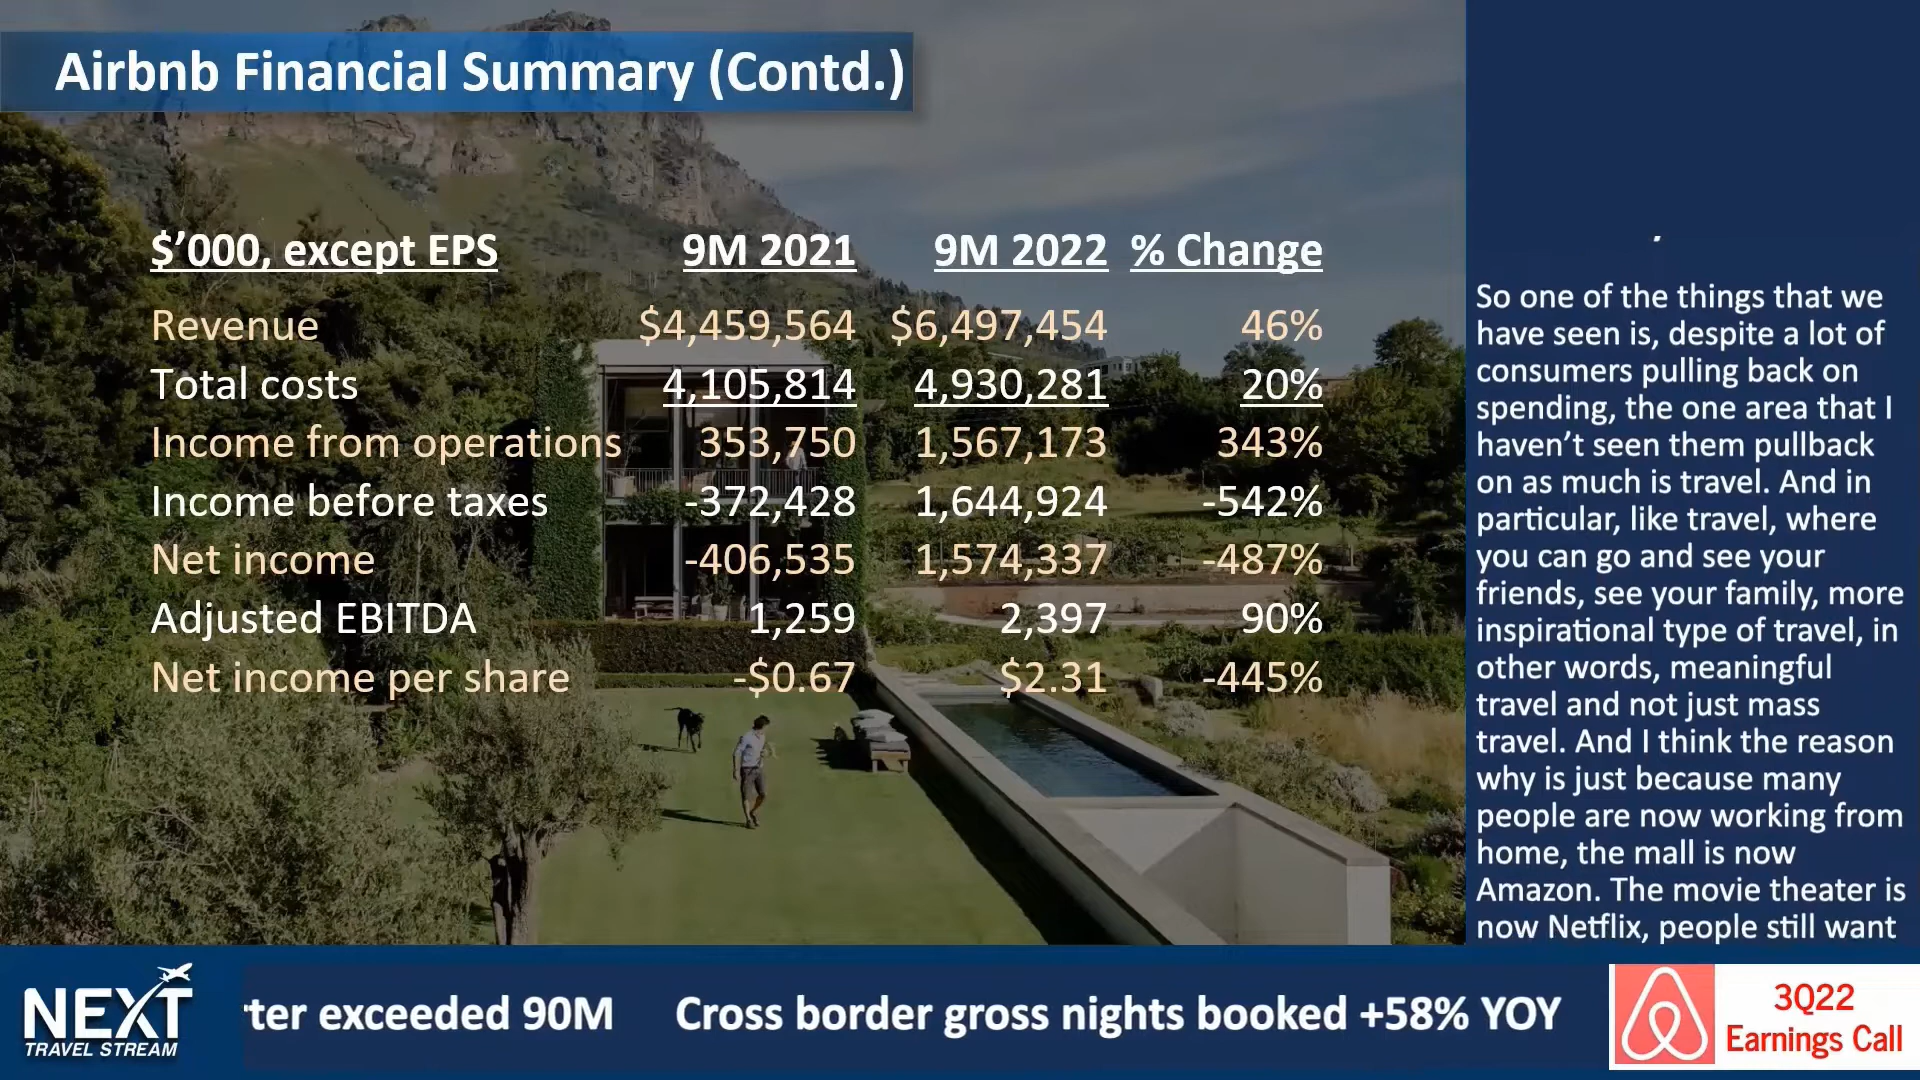 Airbnb Financial Summary (Contd.)
$’000, except EPS 9M 2021 9M 2022 % Change
Revenue $4,459,564 $6,497,454 46%
Total costs 4,105,814 4,930,281 20%
Income from operations 353,750 1,567,173 343%
Income before taxes -372,428 1,644,924 -542%
Net income -406,535 1,574,337 -487%
Adjusted EBITDA 1,259 2,397 90%
Net income per share -$0.67 $2.31 -445%
So one of the things that we
have seen is, despite a lot of
consumers pulling back on
spending, the one area that I
haven’t seen them pullback
on as much is travel. And in
particular, like travel, where
you can go and see your
friends, see your family, more
inspirational type of travel, in
other words, meaningful
travel and not just mass
travel. And I think the reason
why is just because many
people are now working from
home, the mall is now
Amazon. The movie theater is
now Netflix, people still want
NEXT
TRAVEL STREAM
rter exceeded 90M Cross border gross nights booked +58% YOY
3Q22
Earnings Call